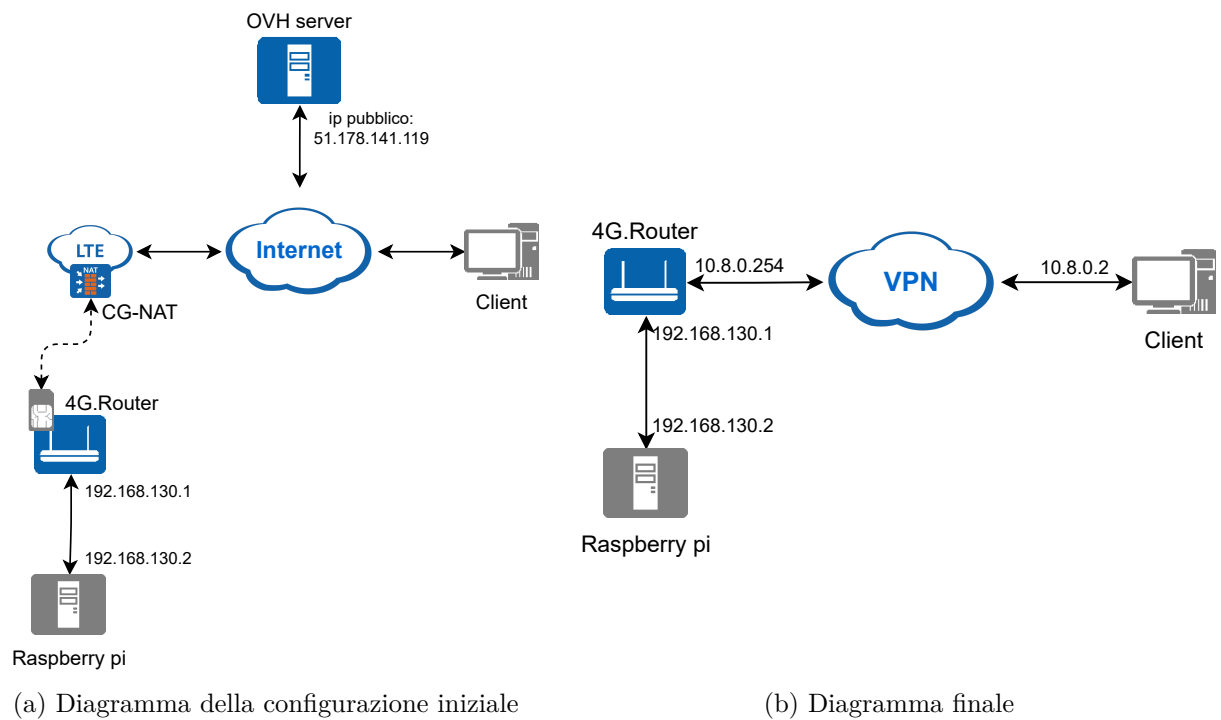 OVH server
ip pubblico:
51.178.141.119
LTE
NAT
CG-NAT
Internet
Client
4G.Router
192.168.130.1
192.168.130.2
Raspberry pi
(a) Diagramma della configurazione iniziale
4G.Router
10.8.0.254
VPN
10.8.0.2
Client
192.168.130.1
192.168.130.2
Raspberry pi
(b) Diagramma finale